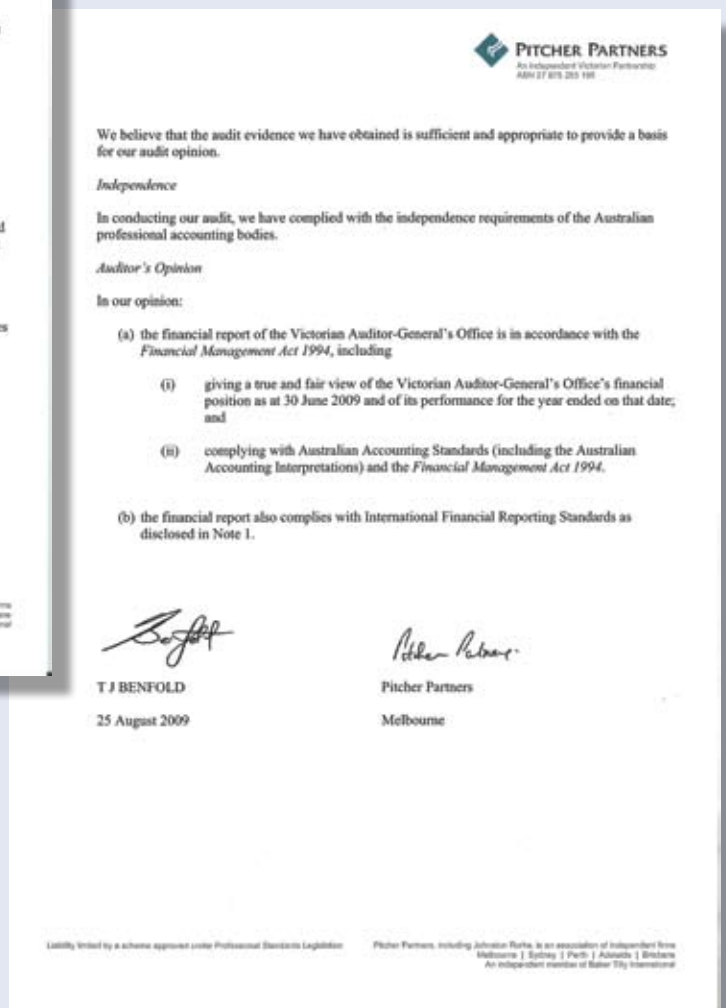 PITCHER PARTNERS
An Independent Victorian Partnership
We believe that the audit evidence we have obtained is sufficient and appropriate to provide a basis
for our audit opinion.
Independence
In conducting our audit, we have complied with the independence requirements of the Australian
professional accounting bodies.
Auditor's Opinion
In our opinion:
(a) the financial report of the Victorian Auditor-General's Office is in accordance with the
Financial Management Act 1994, including
(i) giving a true and fair view of the Victorian Auditor-General's Office's financial
position as at 30 June 2009 and of its performance for the year ended on that date;
and
(ii) complying with Australian Accounting Standards (including the Australian
Accounting Interpretations) and the Financial Management Act 1994.
(b) the financial report also complies with International Financial Reporting Standards as
disclosed in Note 1.
Pitcher Partners
T J BENFOLD
Pitcher Partners
25 August 2009
Melbourne
Liability limited by a scheme approved under Professional Standards Legislation
Pitcher Partners, including Johnston Rorke, is an association of independent firms
Melbourne | Sydney | Perth | Adelaide | Brisbane
An independent member of Baker Tilly International